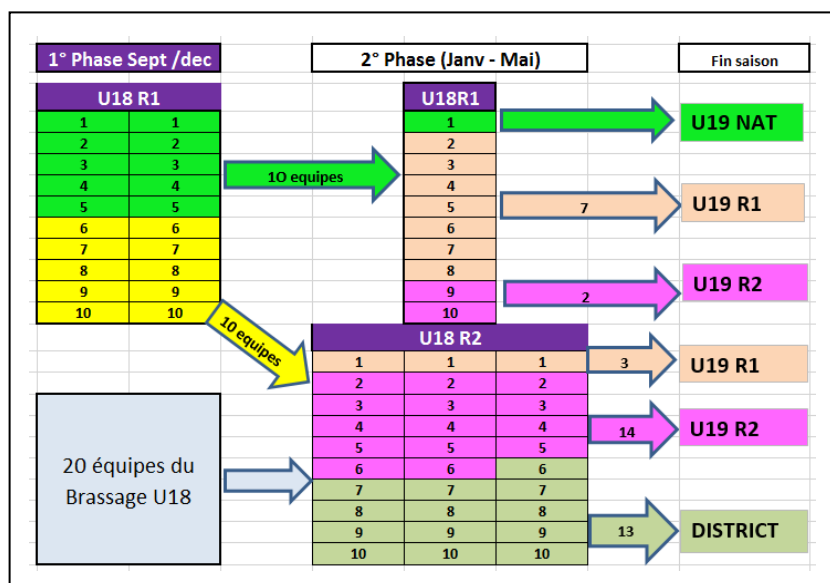 1° Phase Sept /dec 2° Phase (Janv - Mai) Fin saison
U18 R1 U18R1
1 1 1 U19 NAT
2 2 2
3 3 3
10 equipes
4 4 4
5 5 5 7 U19 R1
6 6 6
7 7 7
8 8 8 U19 R2
9 9 9 2
10 10 10
10 equipes
U18 R2
1 1 1 3 U19 R1
2 2 2
3 3 3
4 4 4 14 U19 R2
5 5 5
20 équipes du
Brassage U18
6 6 6
7 7 7
8 8 8
9 9 9 13 DISTRICT
10 10 10